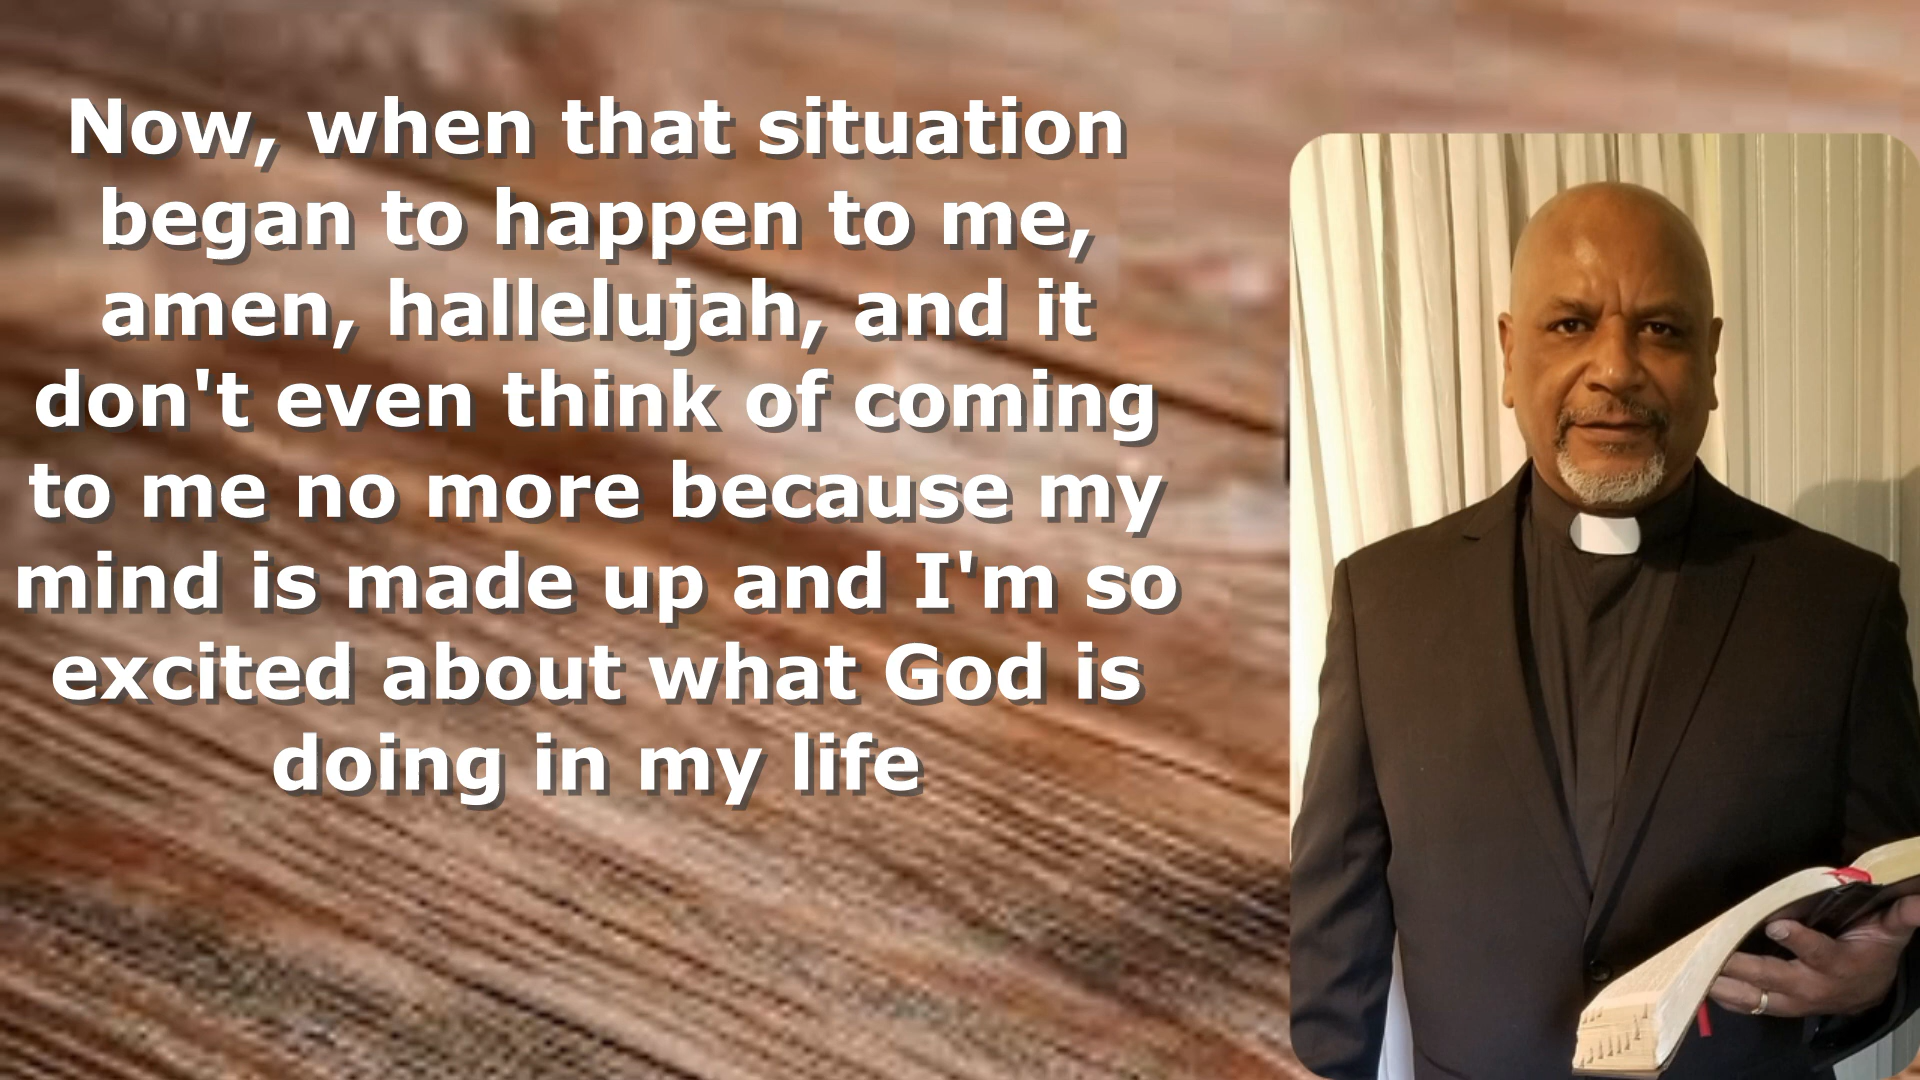 Now, when that situation
began to happen to me,
amen, hallelujah, and it
don't even think of coming
to me no more because my
mind is made up and I'm so
excited about what God is
doing in my life